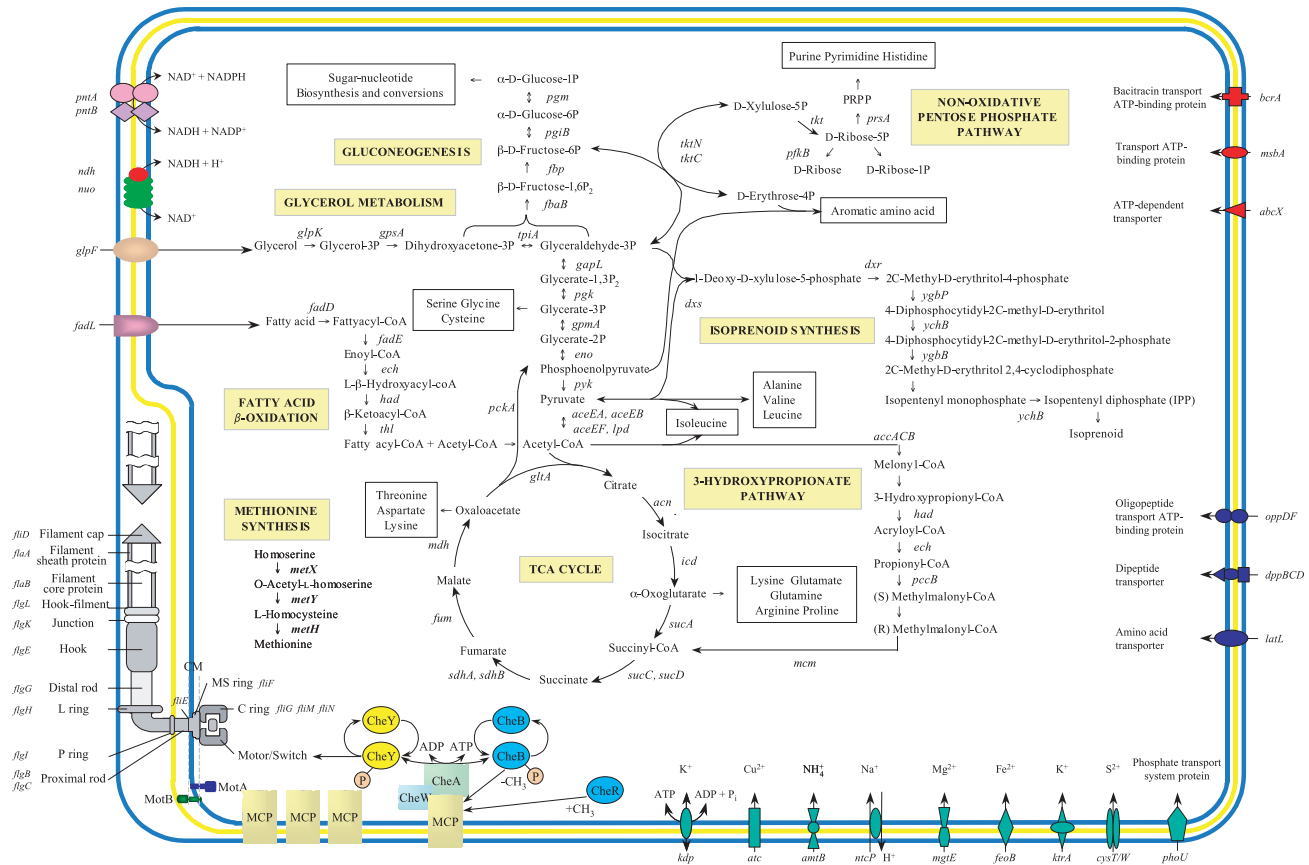 NAD⁺ + NADPH
pntA
pntB
NADH + NADP⁺
ndh
nuo
NADH + H⁺
NAD⁺
glpF
fadL
Sugar-nucleotide
Biosynthesis and conversions
α-D-Glucose-1P
pgm
α-D-Glucose-6P
pgiB
β-D-Fructose-6P
fbp
β-D-Fructose-1,6P₂
fbaB
GLUCONEOGENESIS
GLYCEROL METABOLISM
Glycerol
glpK
Glycerol-3P
gpsA
Dihydroxyacetone-3P
tpiA
Glyceraldehyde-3P
gapL
Glycerate-1,3P₂
pgk
Glycerate-3P
gpmA
Glycerate-2P
eno
Phosphoenolpyruvate
pyk
Pyruvate
aceEA, aceEB
aceEF, lpd
Serine Glycine
Cysteine
Purine Pyrimidine Histidine
PRPP
prsA
D-Xylulose-5P
tkt
D-Ribose-5P
pfkB
D-Ribose
D-Ribose-1P
tktN
tktC
D-Erythrose-4P
Aromatic amino acid
NON-OXIDATIVE
PENTOSE PHOSPHATE
PATHWAY
Bacitracin transport
ATP-binding protein
bcrA
Transport ATP-
binding protein
msbA
ATP-dependent
transporter
abcX
1-Deoxy-D-xylulose-5-phosphate
dxr
2C-Methyl-D-erythritol-4-phosphate
dxs
ygbP
4-Diphosphocytidyl-2C-methyl-D-erythritol
ychB
4-Diphosphocytidyl-2C-methyl-D-erythritol-2-phosphate
ygbB
2C-Methyl-D-erythritol 2,4-cyclodiphosphate
Isopentenyl monophosphate
ychB
Isopentenyl diphosphate (IPP)
Isoprenoid
ISOPRENOID SYNTHESIS
Fatty acid
fadD
Fattyacyl-CoA
fadE
Enoyl-CoA
ech
L-β-Hydroxyacyl-coA
had
β-Ketoacyl-CoA
thl
Fatty acyl-CoA + Acetyl-CoA
Acetyl-CoA
FATTY ACID
β-OXIDATION
pckA
Alanine
Valine
Leucine
Isoleucine
accACB
Melonyl-CoA
3-Hydroxypropionyl-CoA
had
Acryloyl-CoA
ech
Propionyl-CoA
pccB
(S) Methylmalonyl-CoA
(R) Methylmalonyl-CoA
mcm
3-HYDROXYPROPIONATE
PATHWAY
gltA
Citrate
acn
Isocitrate
icd
α-Oxoglutarate
sucA
Succinyl-CoA
sucC, sucD
Succinate
sdhA, sdhB
Fumarate
fum
Malate
mdh
Oxaloacetate
TCA CYCLE
Threonine
Aspartate
Lysine
Lysine Glutamate
Glutamine
Arginine Proline
METHIONINE
SYNTHESIS
Homoserine
metX
O-Acetyl-L-homoserine
metY
L-Homocysteine
metH
Methionine
Oligopeptide
transport ATP-
binding protein
oppDF
Dipeptide
transporter
dppBCD
Amino acid
transporter
latL
fliD Filament cap
flaA Filament
sheath protein
flaB Filament
core protein
flgL Hook-filment
flgK Junction
flgE Hook
flgG Distal rod
flgH L ring
flgI P ring
flgB
flgC
Proximal rod
CM
MS ring fliF
fliE
C ring fliG fliM fliN
Motor/Switch
MotA
MotB
CheY
CheY
P
ADP
ATP
CheA
CheW
CheB
CheB
P
-CH₃
CheR
+CH₃
MCP
MCP
MCP
MCP
K⁺
ATP
ADP + Pᵢ
kdp
Cu²⁺
atc
NH₄⁺
amtB
Na⁺
ntcP
H⁺
Mg²⁺
mgtE
Fe²⁺
feoB
K⁺
ktrA
S²⁺
cysT/W
Phosphate transport
system protein
phoU